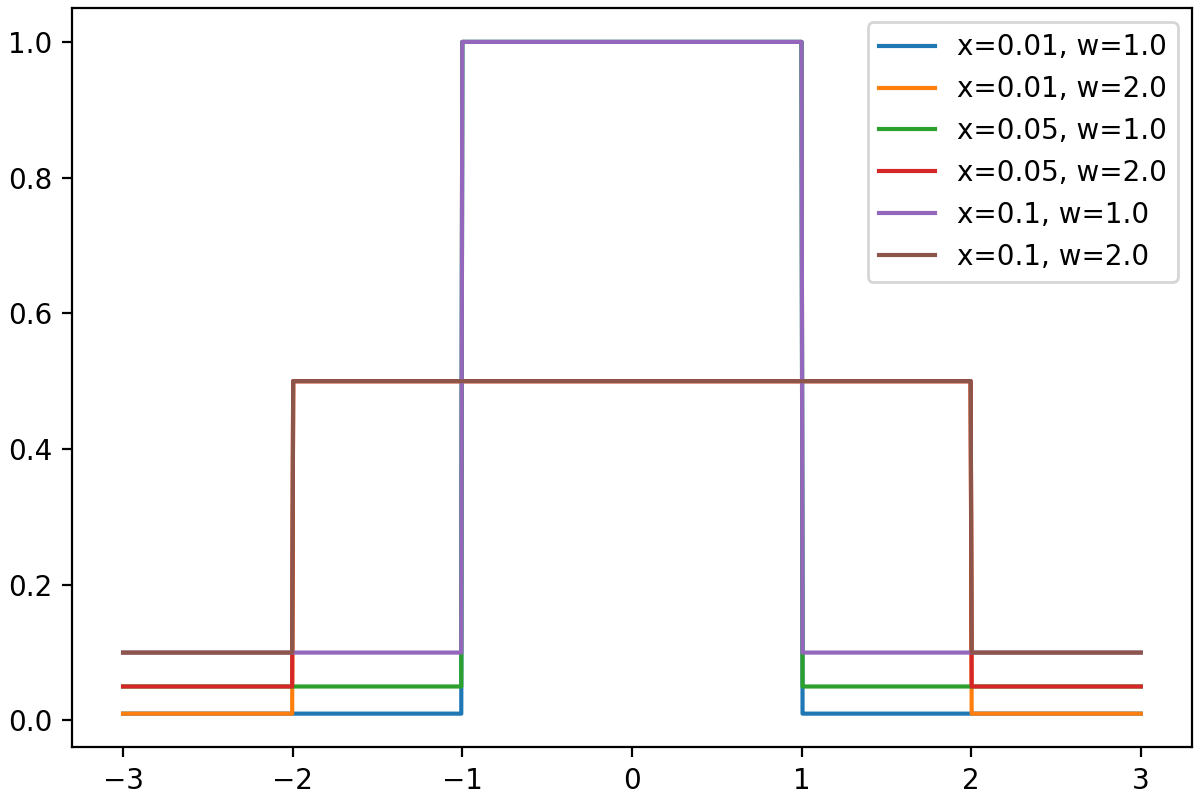 1.0
0.8
0.6
0.4
0.2
0.0
−3 −2 −1 0 1 2 3
x=0.01, w=1.0
x=0.01, w=2.0
x=0.05, w=1.0
x=0.05, w=2.0
x=0.1, w=1.0
x=0.1, w=2.0